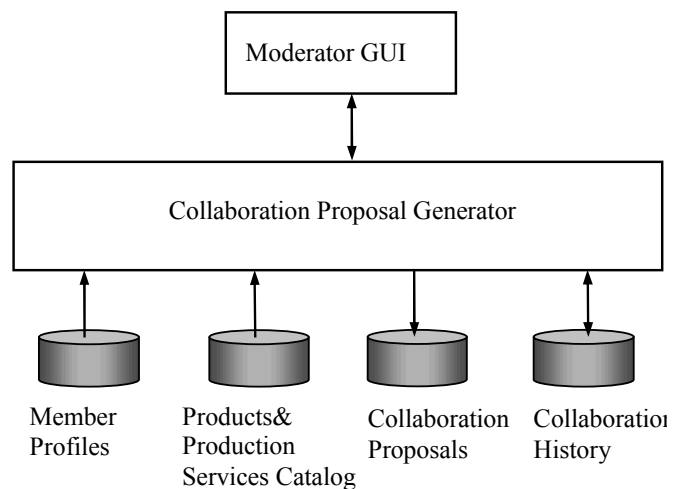 Moderator GUI
Collaboration Proposal Generator
Member
Profiles
Products&
Production
Services Catalog
Collaboration
Proposals
Collaboration
History